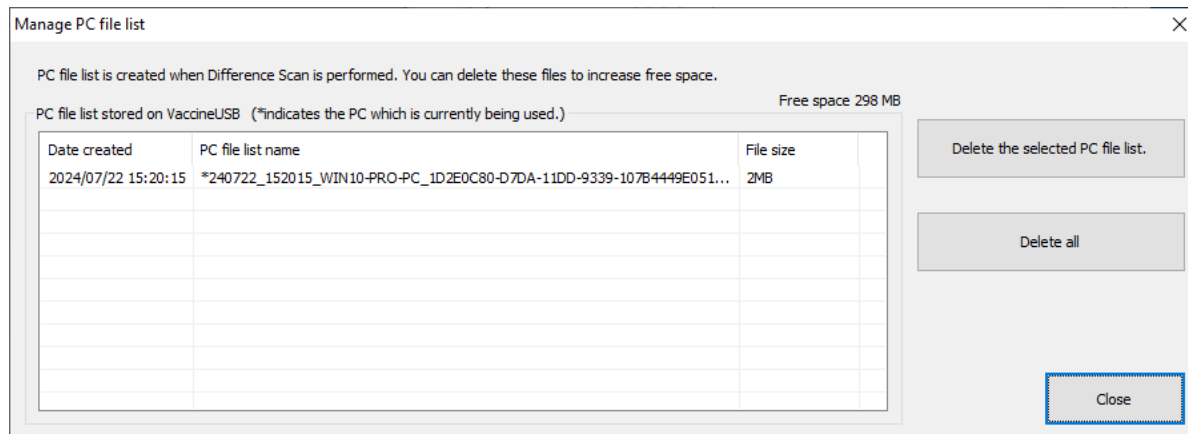 Manage PC file list
PC file list is created when Difference Scan is performed. You can delete these files to increase free space.
Free space 298 MB
PC file list stored on VaccineUSB (*indicates the PC which is currently being used.)
Date created PC file list name File size
2024/07/22 15:20:15 *240722_152015_WIN10-PRO-PC_1D2E0C80-D7DA-11DD-9339-107B4449E051... 2MB
Delete the selected PC file list.
Delete all
Close